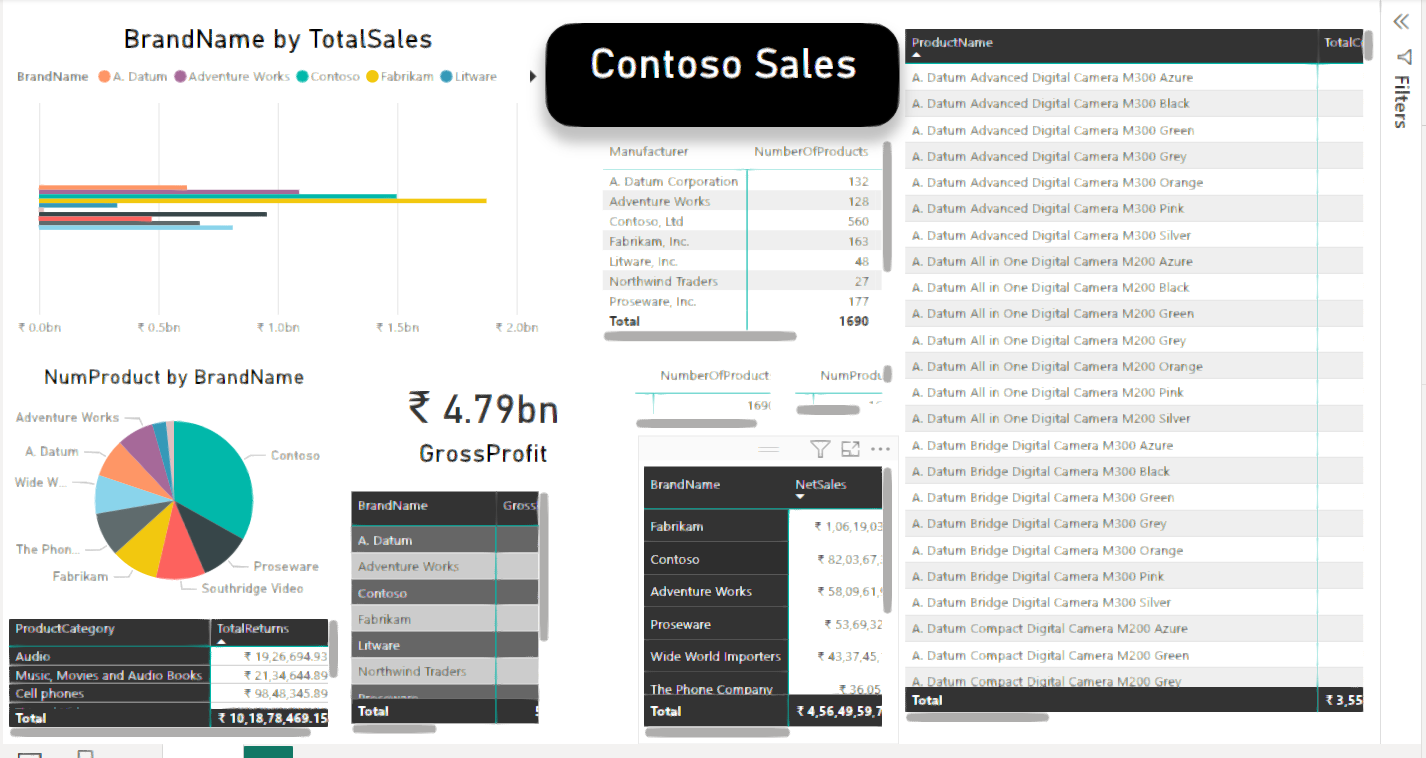 BrandName by TotalSales
BrandName A. Datum Adventure Works Contoso Fabrikam Litware
₹ 0.0bn ₹ 0.5bn ₹ 1.0bn ₹ 1.5bn ₹ 2.0bn
Contoso Sales
Manufacturer NumberOfProducts
A. Datum Corporation 132
Adventure Works 128
Contoso, Ltd 560
Fabrikam, Inc. 163
Litware, Inc. 48
Northwind Traders 27
Proseware, Inc. 177
Total 1690
NumProduct by BrandName
Adventure Works
A. Datum
Wide W...
The Phon...
Fabrikam
Contoso
Proseware
Southridge Video
₹ 4.79bn
GrossProfit
NumberOfProduct
169
NumProdu
ProductCategory TotalReturns
Audio ₹ 19,26,694.93
Music, Movies and Audio Books ₹ 21,34,644.89
Cell phones ₹ 98,48,345.89
Total ₹ 10,18,78,469.15
BrandName Gross
A. Datum
Adventure Works
Contoso
Fabrikam
Litware
Northwind Traders
Proseware
Total
BrandName NetSales
Fabrikam ₹ 1,06,19,03
Contoso ₹ 82,03,67,
Adventure Works ₹ 58,09,61,
Proseware ₹ 53,69,32
Wide World Importers ₹ 43,37,45,
The Phone Company ₹ 36,05
Total ₹ 4,56,49,59,7
ProductName TotalC
A. Datum Advanced Digital Camera M300 Azure
A. Datum Advanced Digital Camera M300 Black
A. Datum Advanced Digital Camera M300 Green
A. Datum Advanced Digital Camera M300 Grey
A. Datum Advanced Digital Camera M300 Orange
A. Datum Advanced Digital Camera M300 Pink
A. Datum Advanced Digital Camera M300 Silver
A. Datum All in One Digital Camera M200 Azure
A. Datum All in One Digital Camera M200 Black
A. Datum All in One Digital Camera M200 Green
A. Datum All in One Digital Camera M200 Grey
A. Datum All in One Digital Camera M200 Orange
A. Datum All in One Digital Camera M200 Pink
A. Datum All in One Digital Camera M200 Silver
A. Datum Bridge Digital Camera M300 Azure
A. Datum Bridge Digital Camera M300 Black
A. Datum Bridge Digital Camera M300 Green
A. Datum Bridge Digital Camera M300 Grey
A. Datum Bridge Digital Camera M300 Orange
A. Datum Bridge Digital Camera M300 Pink
A. Datum Bridge Digital Camera M300 Silver
A. Datum Compact Digital Camera M200 Azure
A. Datum Compact Digital Camera M200 Green
A. Datum Compact Digital Camera M200 Grey
Total ₹ 3,55
Filters